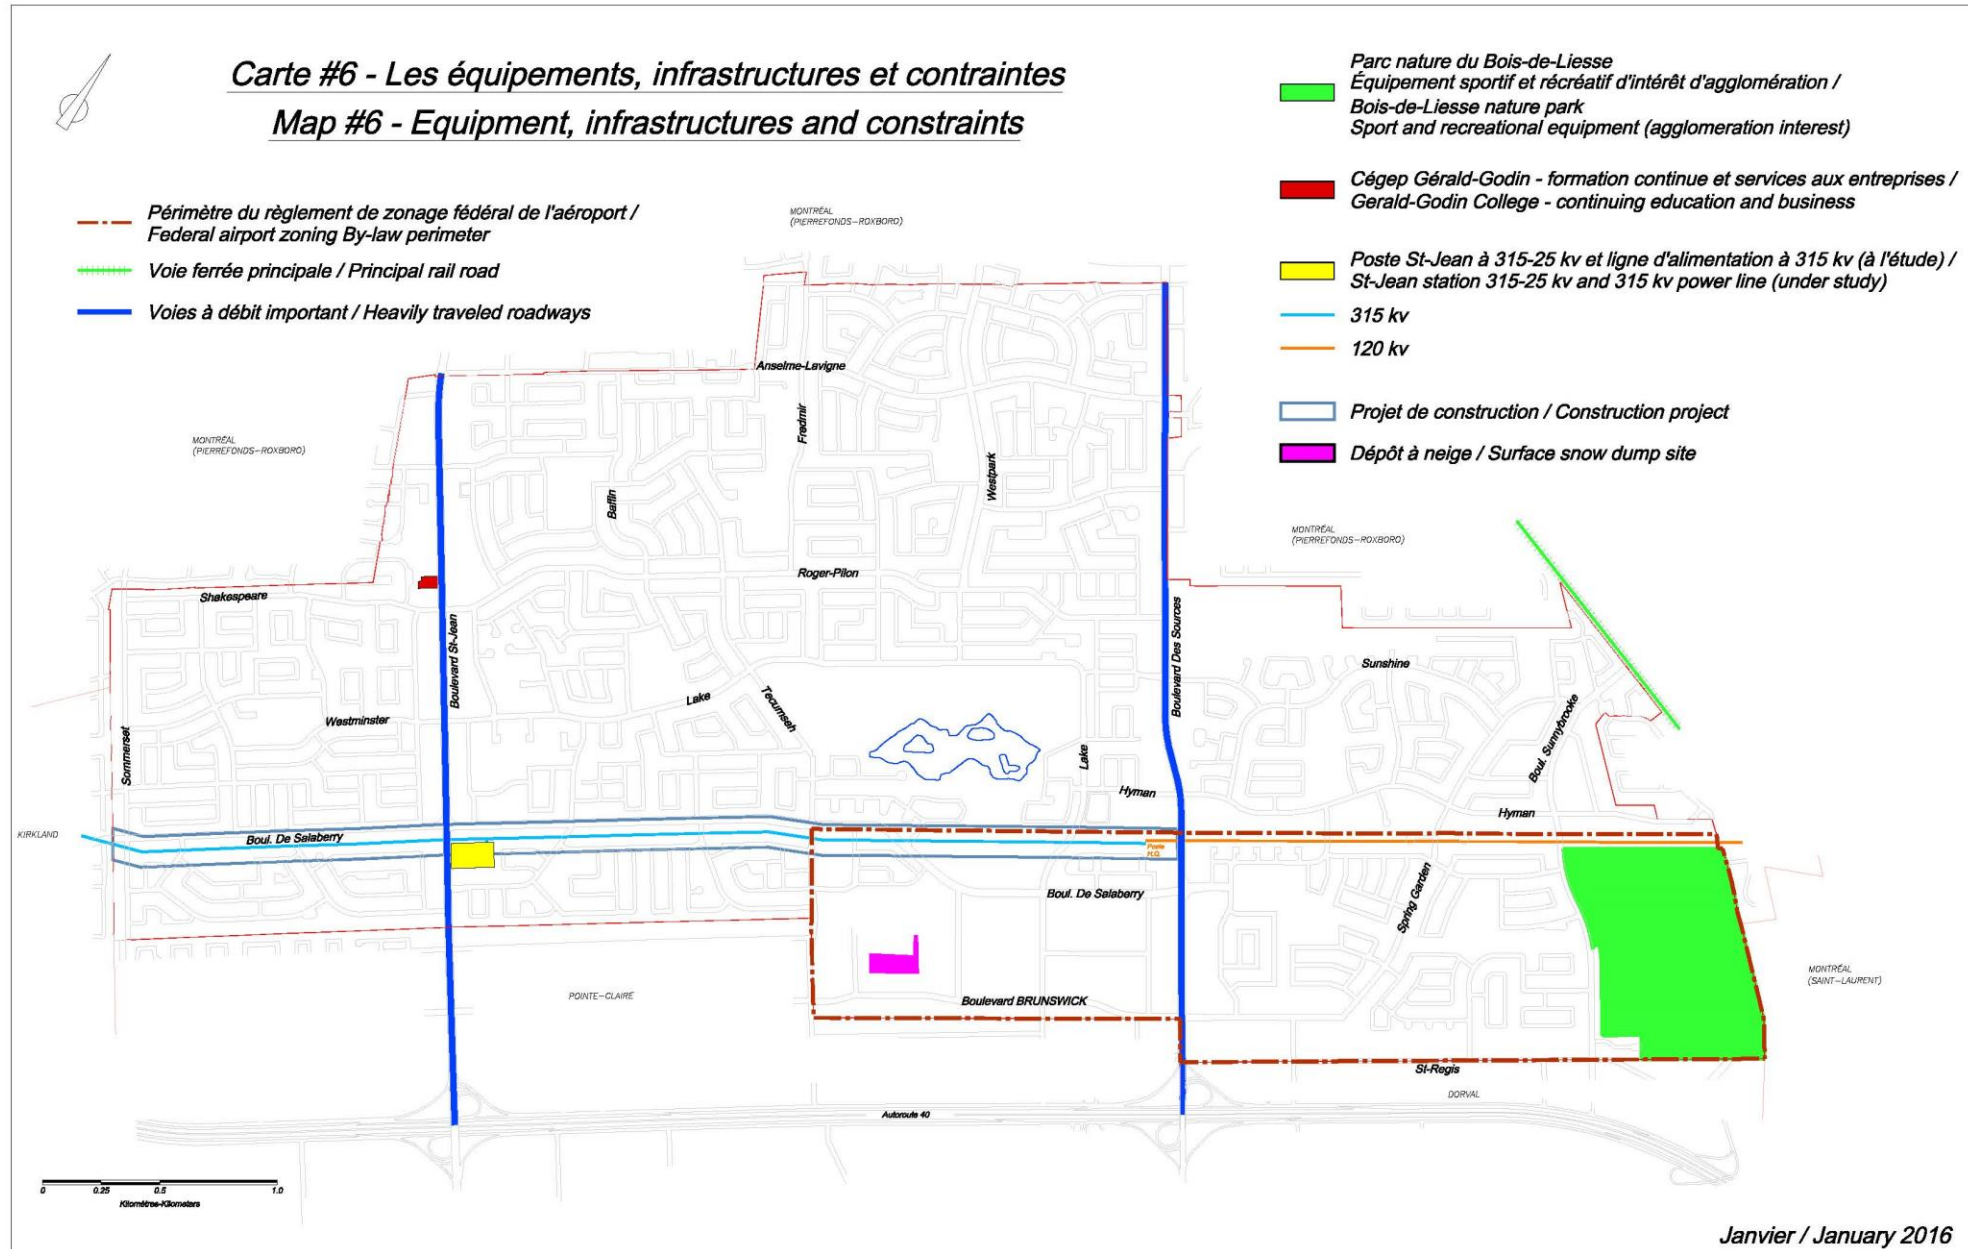 Carte #6 - Les équipements, infrastructures et contraintes
Map #6 - Equipment, infrastructures and constraints
Périmètre du règlement de zonage fédéral de l'aéroport /
Federal airport zoning By-law perimeter
Voie ferrée principale / Principal rail road
Voies à débit important / Heavily traveled roadways
Parc nature du Bois-de-Liesse
Équipement sportif et récréatif d'intérêt d'agglomération /
Bois-de-Liesse nature park
Sport and recreational equipment (agglomeration interest)
Cégep Gérald-Godin - formation continue et services aux entreprises /
Gerald-Godin College - continuing education and business
Poste St-Jean à 315-25 kv et ligne d'alimentation à 315 kv (à l'étude) /
St-Jean station 315-25 kv and 315 kv power line (under study)
315 kv
120 kv
Projet de construction / Construction project
Dépôt à neige / Surface snow dump site
MONTRÉAL
(PIERREFONDS-ROXBORO)
Anselme-Lavigne
Fredmir
MONTRÉAL
(PIERREFONDS-ROXBORO)
Westpark
Baffin
MONTRÉAL
(PIERREFONDS-ROXBORO)
Roger-Pilon
Shakespeare
Boulevard St-Jean
Boulevard Des Sources
Sunshine
Lake
Tecumseh
Westminster
Sommerset
Lake
Boul. Sunnybrooke
Hyman
Hyman
KIRKLAND
Boul. De Salaberry
Poste
H.Q.
Boul. De Salaberry
Spring Garden
POINTE-CLAIRE
Boulevard BRUNSWICK
MONTRÉAL
(SAINT-LAURENT)
St-Regis
DORVAL
Autoroute 40
0 0.25 0.5 1.0
Kilomètres-Kilometers
Janvier / January 2016